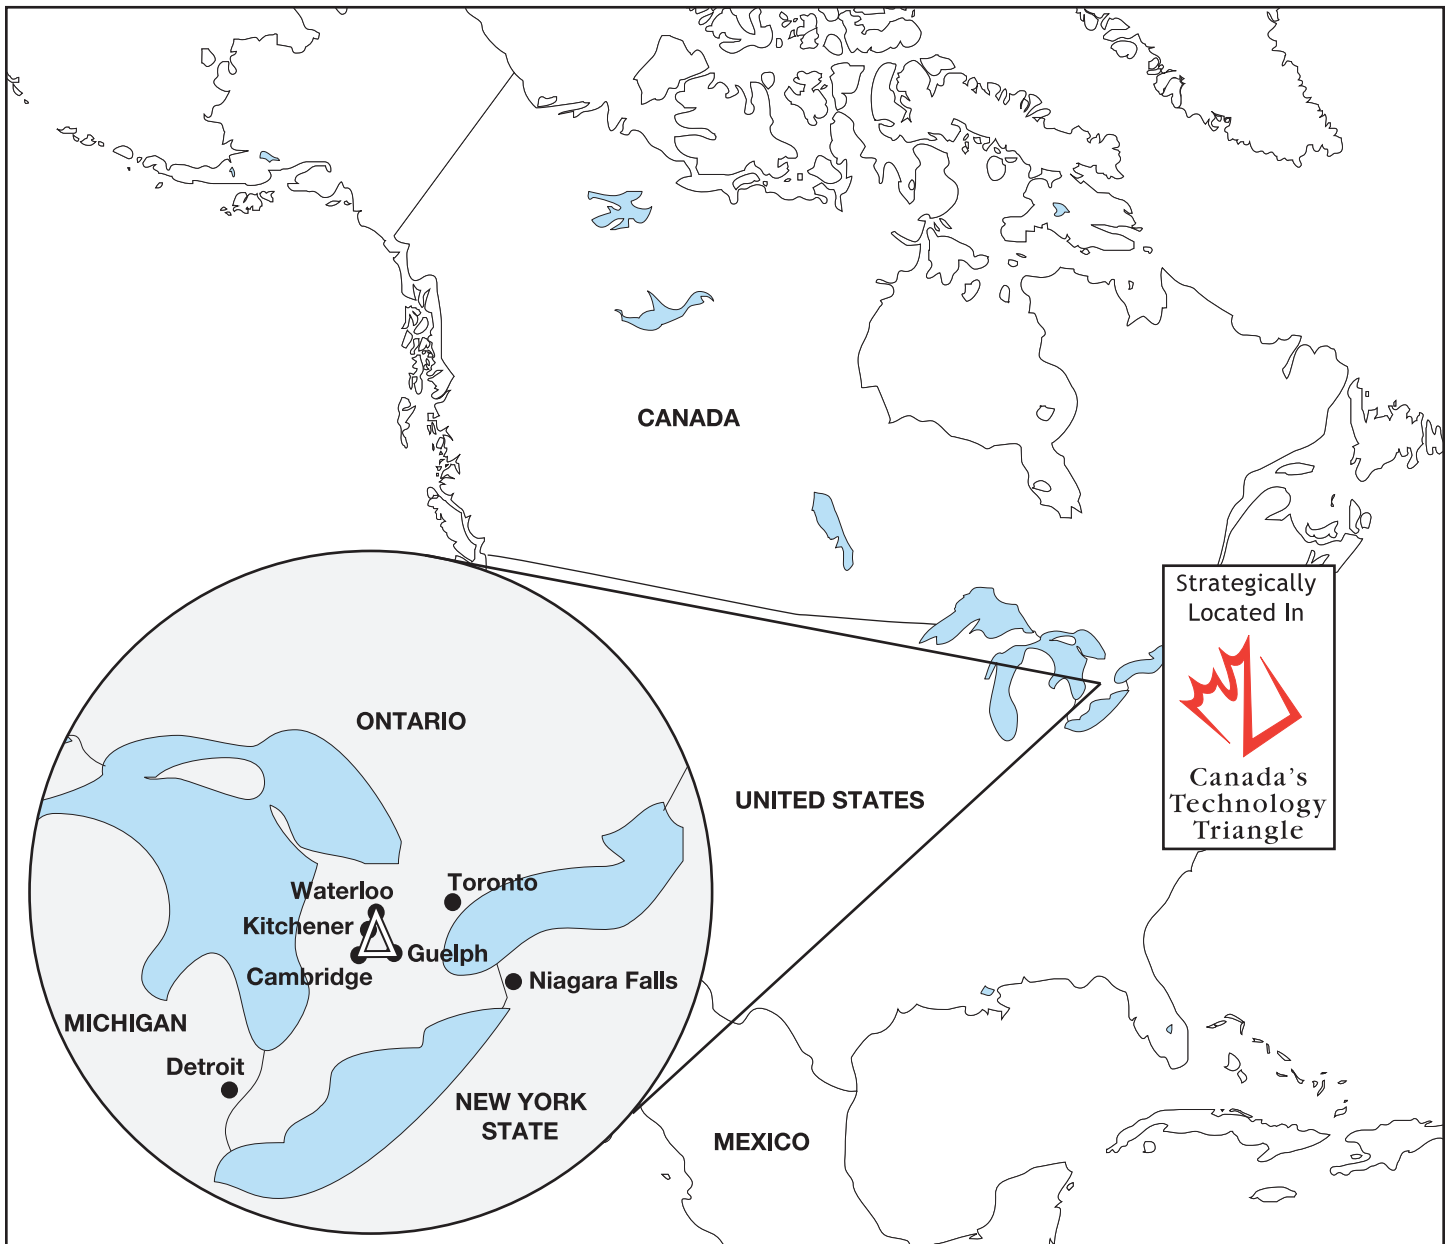 CANADA
Strategically
Located In
Canada's
Technology
Triangle
UNITED STATES
MEXICO
ONTARIO
Waterloo
Toronto
Kitchener
Guelph
Cambridge
Niagara Falls
MICHIGAN
Detroit
NEW YORK
STATE